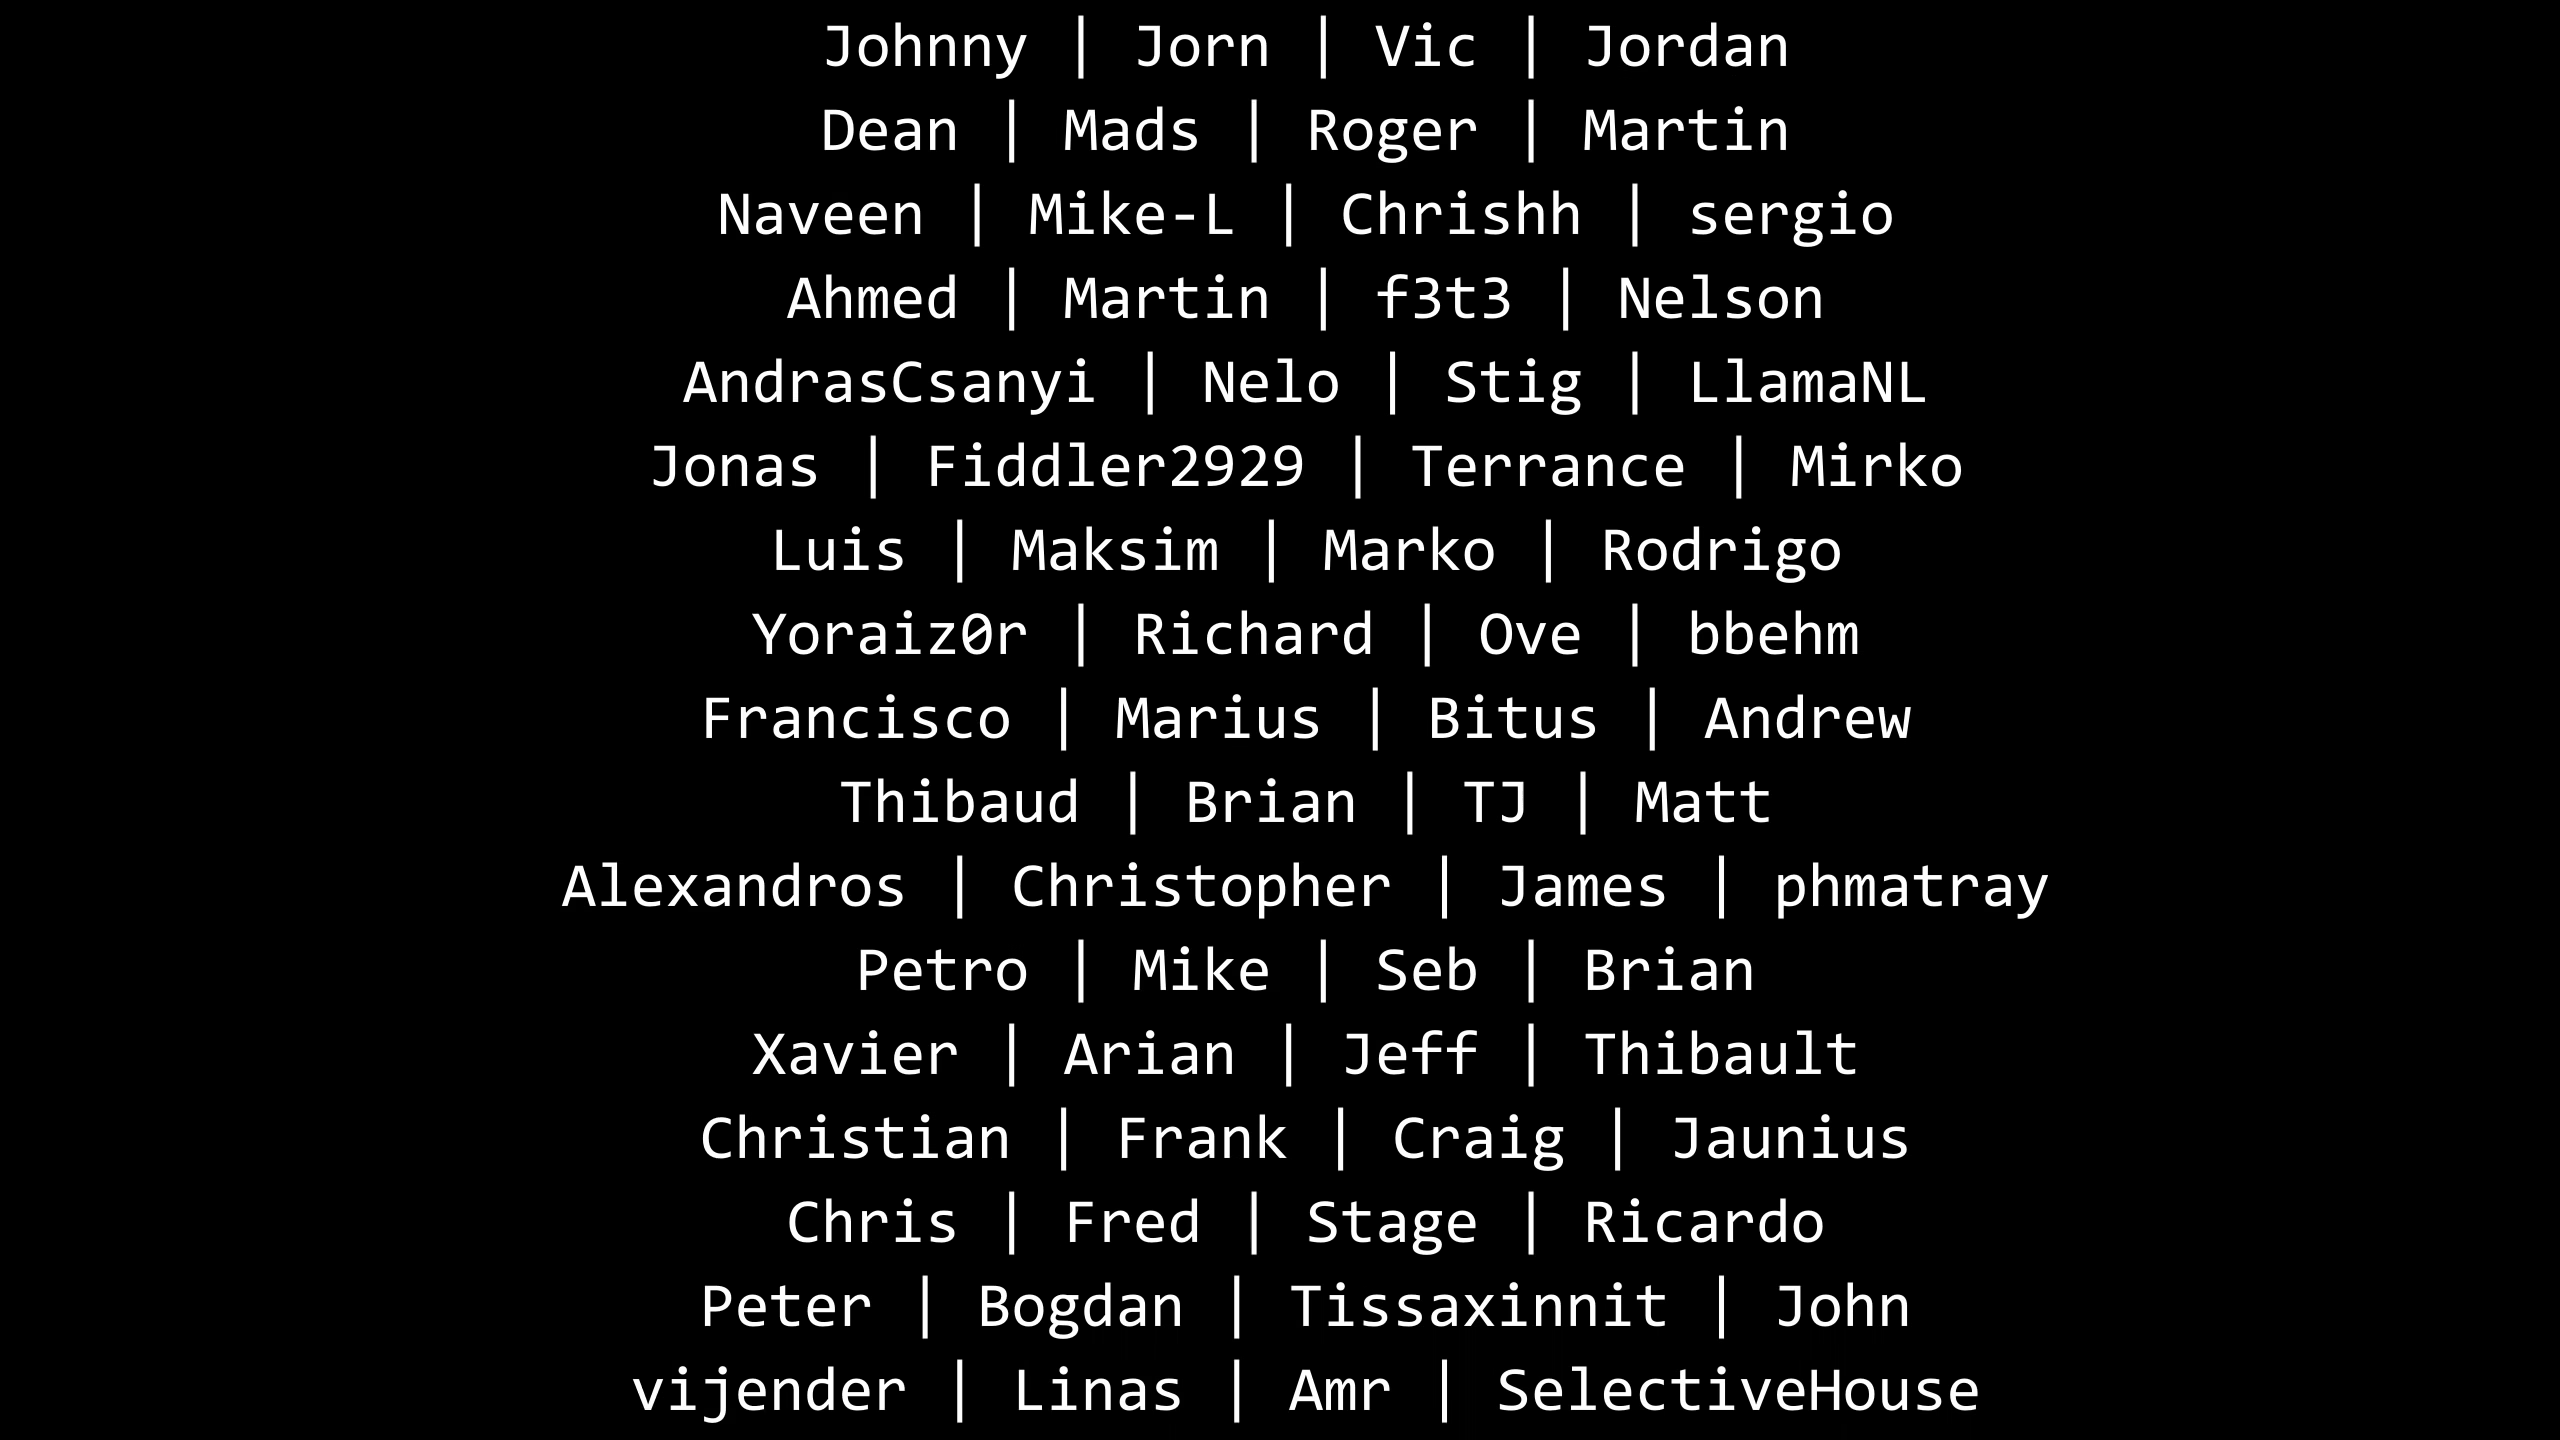 Johnny | Jorn | Vic | Jordan
Dean | Mads | Roger | Martin
Naveen | Mike-L | Chrishh | sergio
Ahmed | Martin | f3t3 | Nelson
AndrasCsanyi | Nelo | Stig | LlamaNL
Jonas | Fiddler2929 | Terrance | Mirko
Luis | Maksim | Marko | Rodrigo
Yoraiz0r | Richard | Ove | bbehm
Francisco | Marius | Bitus | Andrew
Thibaud | Brian | TJ | Matt
Alexandros | Christopher | James | phmatray
Petro | Mike | Seb | Brian
Xavier | Arian | Jeff | Thibault
Christian | Frank | Craig | Jaunius
Chris | Fred | Stage | Ricardo
Peter | Bogdan | Tissaxinnit | John
vijender | Linas | Amr | SelectiveHouse